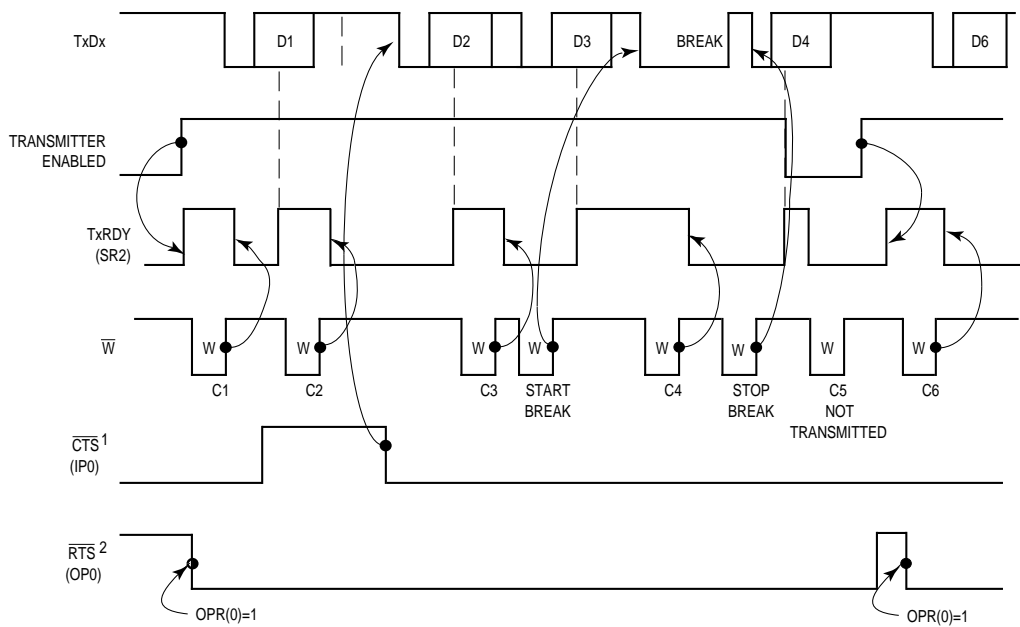 TxDx
D1
D2
D3
BREAK
D4
D6
TRANSMITTER
ENABLED
TxRDY
(SR2)
W
W
W
W
W
W
W
W
W
C1
C2
C3
START
BREAK
C4
STOP
BREAK
C5
NOT
TRANSMITTED
C6
CTS 1
(IP0)
RTS 2
(OP0)
OPR(0)=1
OPR(0)=1